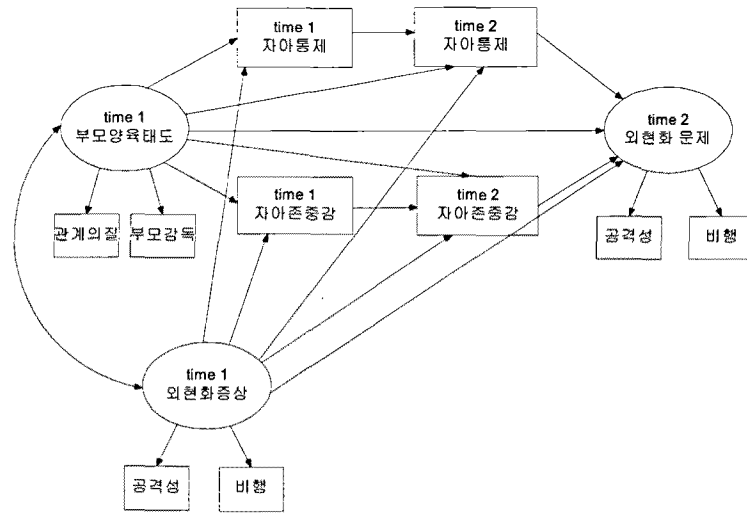 time 1
자아통제
time 2
자아통제
time 1
부모양육태도
time 2
외현화 문제
time 1
자아존중감
time 2
자아존중감
관계의질
부모감독
공격성
비행
time 1
외현화증상
공격성
비행